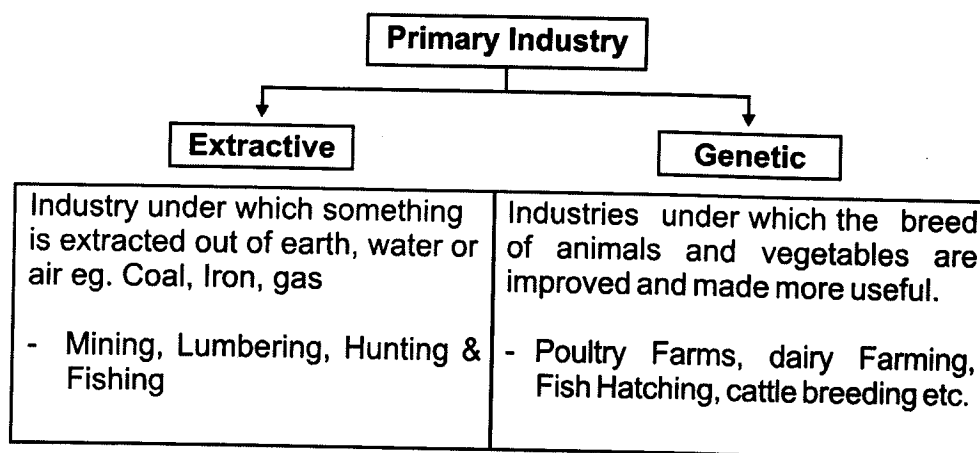 Primary Industry
Extractive
Genetic
Industry under which something
is extracted out of earth, water or
air eg. Coal, Iron, gas
- Mining, Lumbering, Hunting &
Fishing
Industries under which the breed
of animals and vegetables are
improved and made more useful.
- Poultry Farms, dairy Farming,
Fish Hatching, cattle breeding etc.